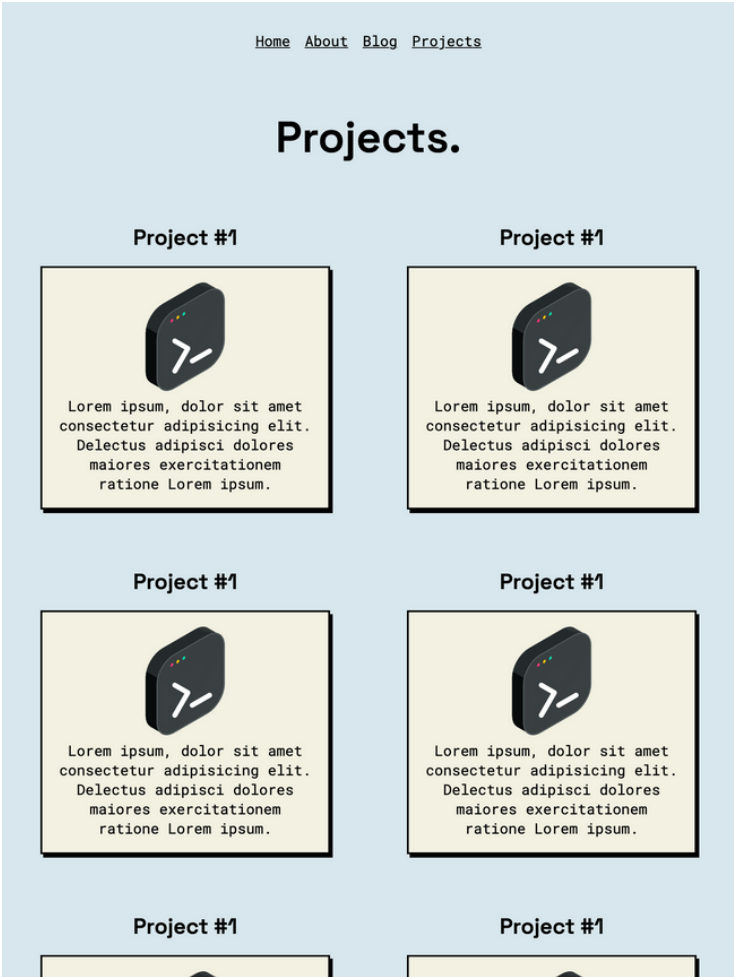 Home About Blog Projects
Projects.
Project #1
Lorem ipsum, dolor sit amet
consectetur adipisicing elit.
Delectus adipisci dolores
maiores exercitationem
ratione Lorem ipsum.
Project #1
Lorem ipsum, dolor sit amet
consectetur adipisicing elit.
Delectus adipisci dolores
maiores exercitationem
ratione Lorem ipsum.
Project #1
Lorem ipsum, dolor sit amet
consectetur adipisicing elit.
Delectus adipisci dolores
maiores exercitationem
ratione Lorem ipsum.
Project #1
Lorem ipsum, dolor sit amet
consectetur adipisicing elit.
Delectus adipisci dolores
maiores exercitationem
ratione Lorem ipsum.
Project #1
Project #1